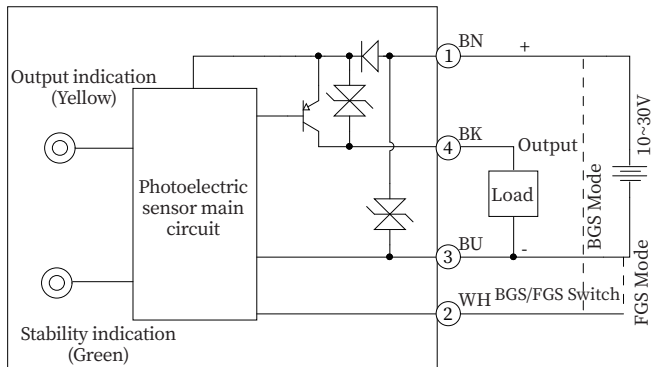 Output indication
(Yellow)
Photoelectric
sensor main
circuit
Stability indication
(Green)
1 BN +
4 BK
Output
Load
3 BU -
2 WH BGS/FGS Switch
BGS Mode
10~30V
FGS Mode